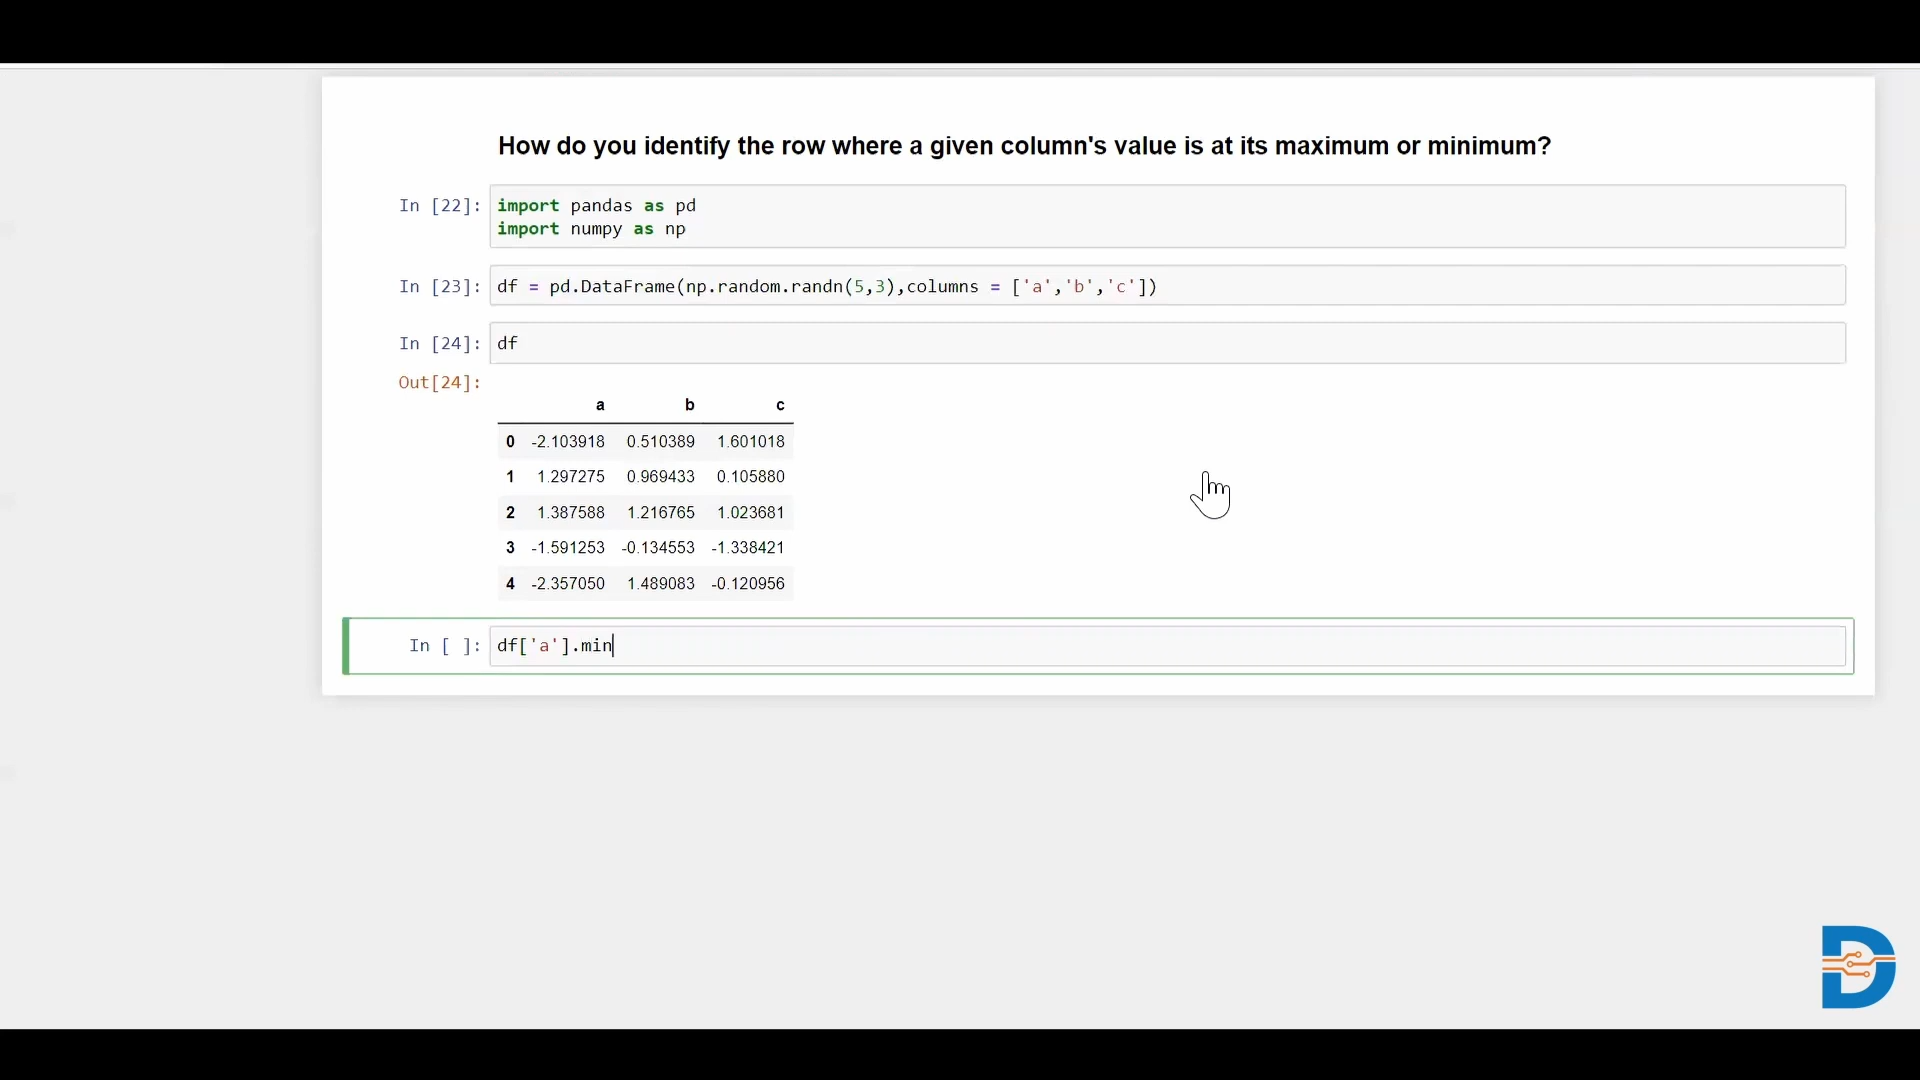 How do you identify the row where a given column's value is at its maximum or minimum?
In [22]: import pandas as pd
import numpy as np
In [23]: df = pd.DataFrame(np.random.randn(5,3),columns = ['a','b','c'])
In [24]: df
Out[24]:
a b c
0 -2.103918 0.510389 1.601018
1 1.297275 0.969433 0.105880
2 1.387588 1.216765 1.023681
3 -1.591253 -0.134553 -1.338421
4 -2.357050 1.489083 -0.120956
In [ ]: df['a'].min